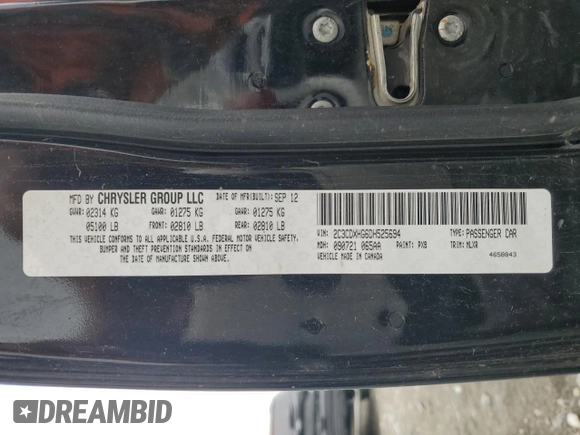 MFD BY CHRYSLER GROUP LLC DATE OF MFR(BUILT): SEP 12
GVWR: 02314 KG GAWR: 01275 KG GAWR: 01275 KG
05100 LB FRONT: 02810 LB REAR: 02810 LB
THIS VEHICLE CONFORMS TO ALL APPLICABLE U.S.A. FEDERAL MOTOR VEHICLE SAFETY,
BUMPER AND THEFT PREVENTION STANDARDS IN EFFECT ON
THE DATE OF MANUFACTURE SHOWN ABOVE.
VIN: 2C3CDXHG6DH525694 TYPE: PASSENGER CAR
MDH: 090721 065AA PAINT: PX8 TRIM: NLXR
VEHICLE MADE IN CANADA 4658843
DREAMBID